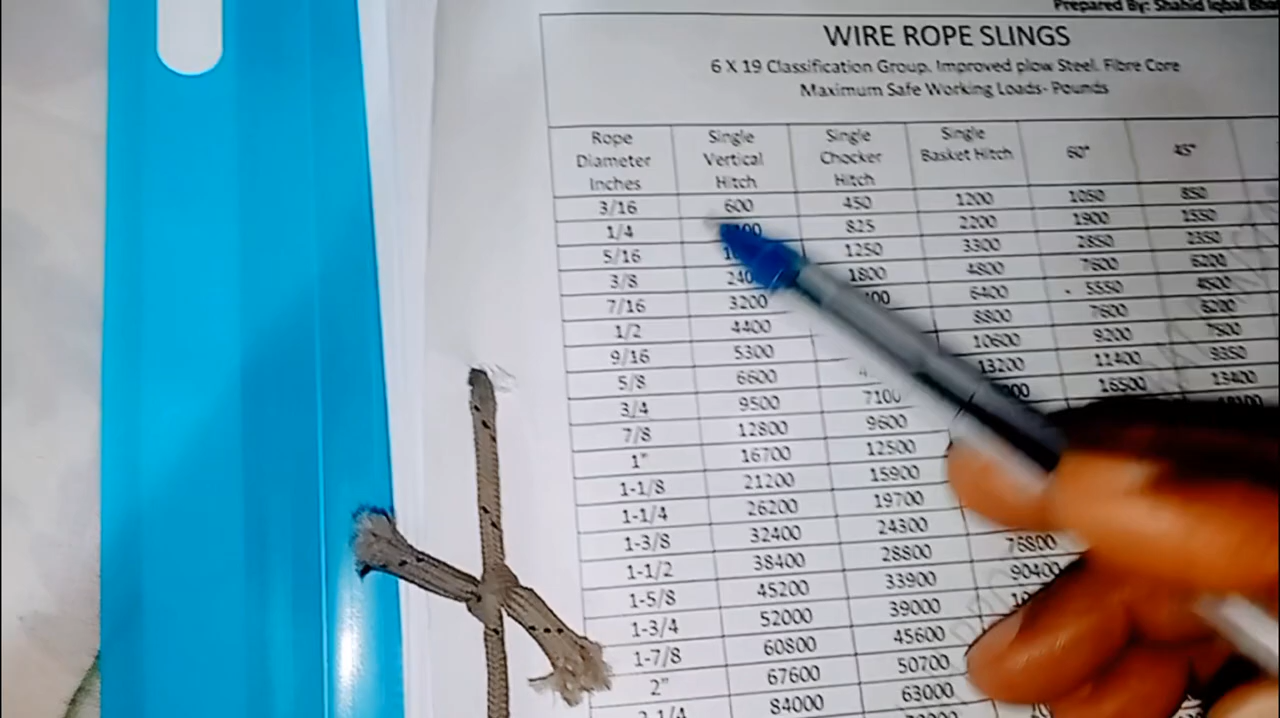 Prepared By: Shahid Iqbal
WIRE ROPE SLINGS
6 X 19 Classification Group. Improved plow Steel. Fibre Core
Maximum Safe Working Loads- Pounds
Rope Diameter Inches Single Vertical Hitch Single Chocker Hitch Single Basket Hitch 60° 45°
3/16 600 450 1200 1050 850
1/4 825 2200 1900 1550
5/16 1250 3300 2850 2350
3/8 1800 4800 7600 6200
7/16 3200 6400 5550 4500
1/2 4400 8800 7600 6200
9/16 5300 10600 9200 7500
5/8 6600 13200 11400 9350
3/4 9500 7100 16500 13400
7/8 12800 9600
1" 16700 12500
1-1/8 21200 15900
1-1/4 26200 19700
1-3/8 32400 24300
1-1/2 38400 28800 76800
1-5/8 45200 33900 90400
1-3/4 52000 39000
1-7/8 60800 45600
2" 67600 50700
2-1/4 84000 63000